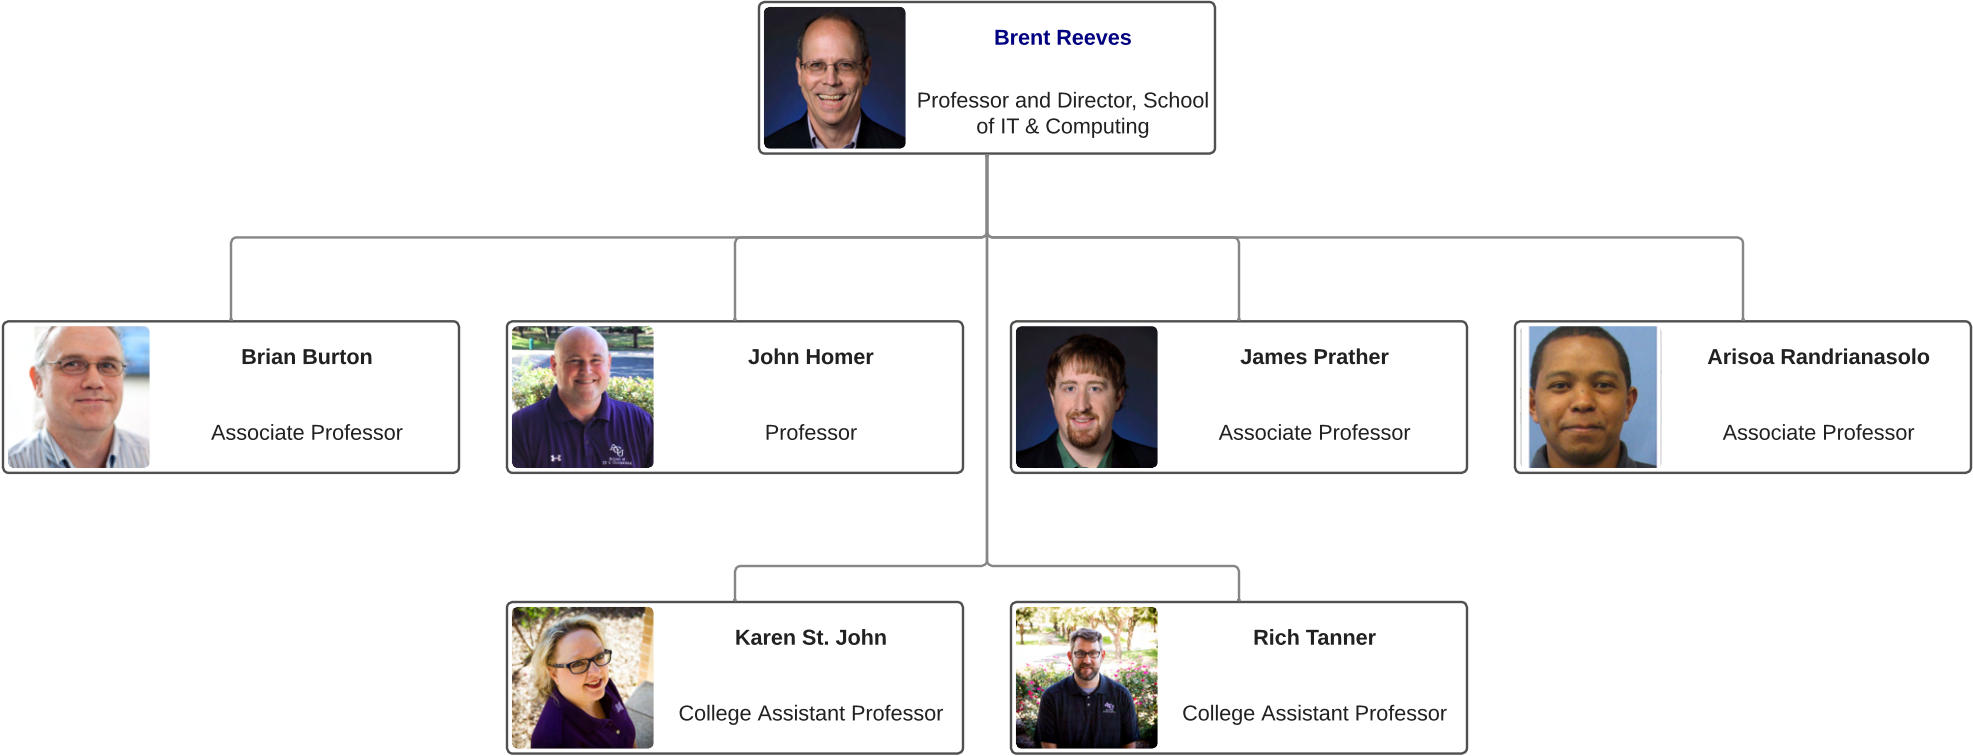 Brent Reeves
Professor and Director, School
of IT & Computing
Brian Burton
Associate Professor
John Homer
Professor
James Prather
Associate Professor
Arisoa Randrianasolo
Associate Professor
Karen St. John
College Assistant Professor
Rich Tanner
College Assistant Professor